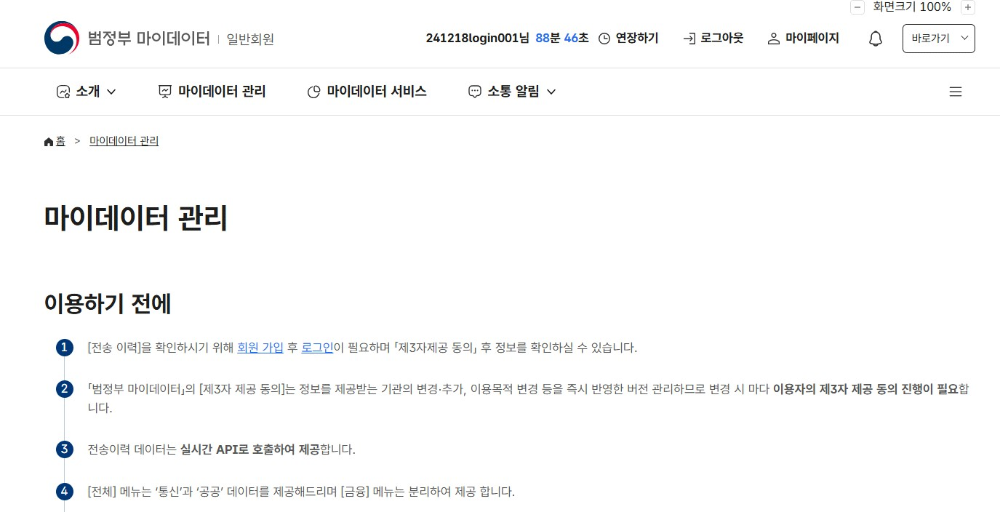 화면크기 100%
범정부 마이데이터 일반회원
241218login001님 88분 46초 연장하기 로그아웃 마이페이지 바로가기
소개 마이데이터 관리 마이데이터 서비스 소통 알림
홈 > 마이데이터 관리
마이데이터 관리
이용하기 전에
1 [전송 이력]을 확인하시기 위해 회원 가입 후 로그인이 필요하며 「제3자제공 동의」 후 정보를 확인하실 수 있습니다.
2 「범정부 마이데이터」의 [제3자 제공 동의]는 정보를 제공받는 기관의 변경·추가, 이용목적 변경 등을 즉시 반영한 버전 관리하므로 변경 시 마다 이용자의 제3자 제공 동의 진행이 필요합
니다.
3 전송이력 데이터는 실시간 API로 호출하여 제공합니다.
4 [전체] 메뉴는 ‘통신’과 ‘공공’ 데이터를 제공해드리며 [금융] 메뉴는 분리하여 제공 합니다.